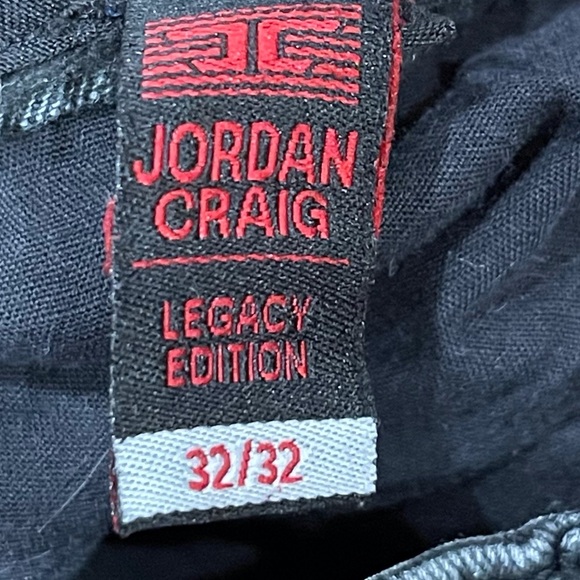 JORDAN
CRAIG
LEGACY
EDITION
32/32